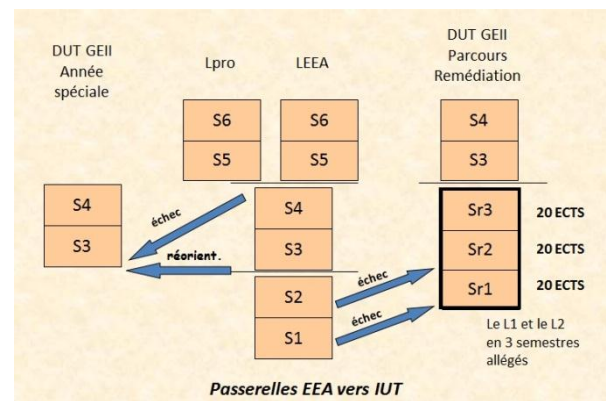 DUT GEII
Année
spéciale
Lpro
LEEA
DUT GEII
Parcours
Remédiation
S6
S6
S4
S5
S5
S3
S4
S3
échec
réorient.
S4
S3
S2
S1
échec
échec
Sr3
20 ECTS
Sr2
20 ECTS
Sr1
20 ECTS
Le L1 et le L2
en 3 semestres
allégés
Passerelles EEA vers IUT